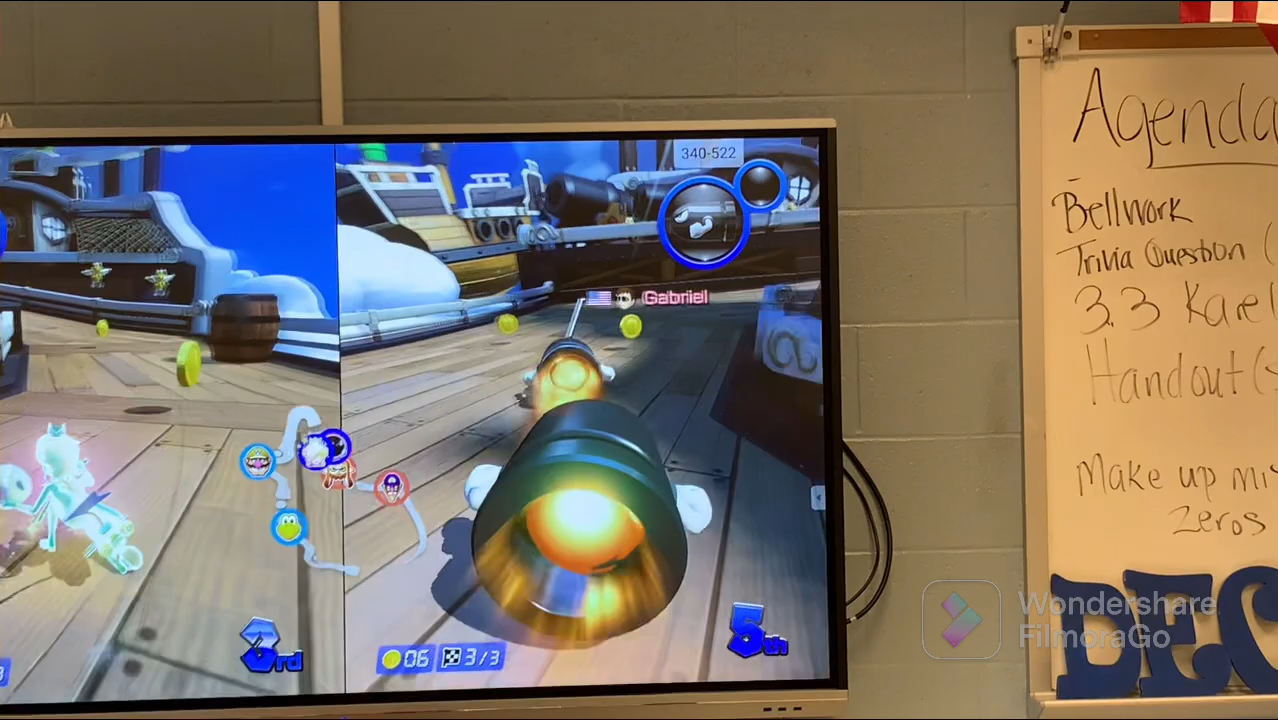 340-522
Gabriel
3rd
06 3/3
5th
Agenda
Bellwork
Trivia Question (
3.3 Karel
Handout (
Make up mi
zeros
DEC
Wondershare
FilmoraGo